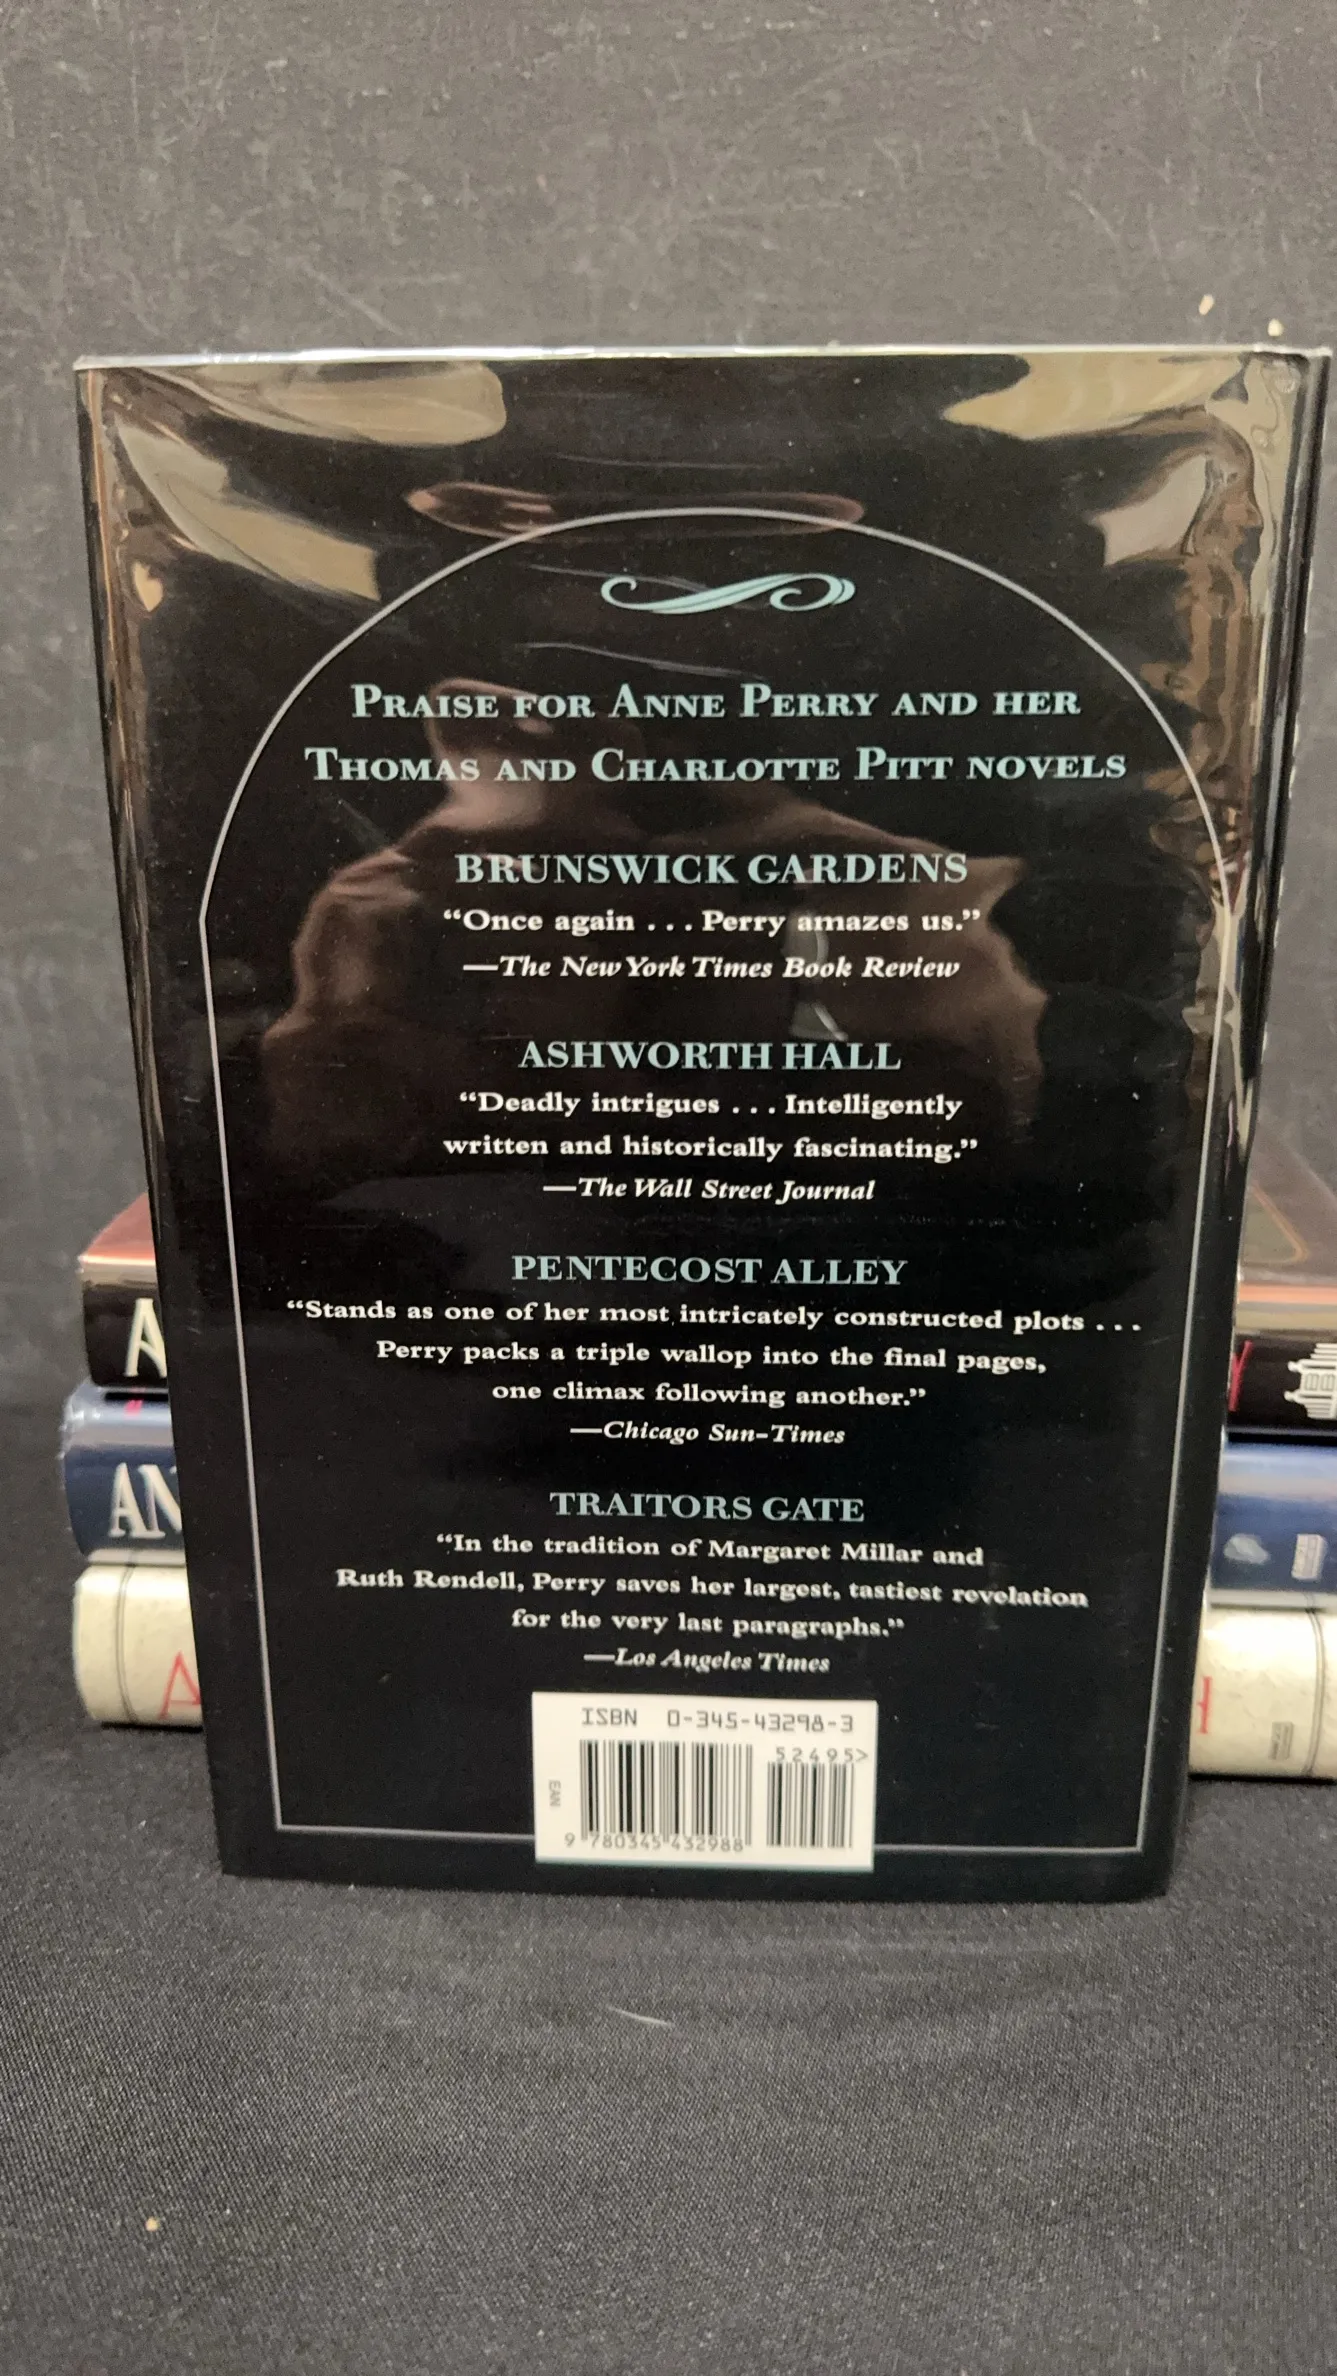 PRAISE FOR ANNE PERRY AND HER
THOMAS AND CHARLOTTE PITT NOVELS
BRUNSWICK GARDENS
“Once again . . . Perry amazes us.”
—The New York Times Book Review
ASHWORTH HALL
“Deadly intrigues . . . Intelligently
written and historically fascinating.”
—The Wall Street Journal
PENTECOST ALLEY
“Stands as one of her most intricately constructed plots . . .
Perry packs a triple wallop into the final pages,
one climax following another.”
—Chicago Sun-Times
TRAITORS GATE
“In the tradition of Margaret Millar and
Ruth Rendell, Perry saves her largest, tastiest revelation
for the very last paragraphs.”
—Los Angeles Times
ISBN 0-345-43298-3
52495>
EAN
9 780345 432988
A
Y
AN
A
H